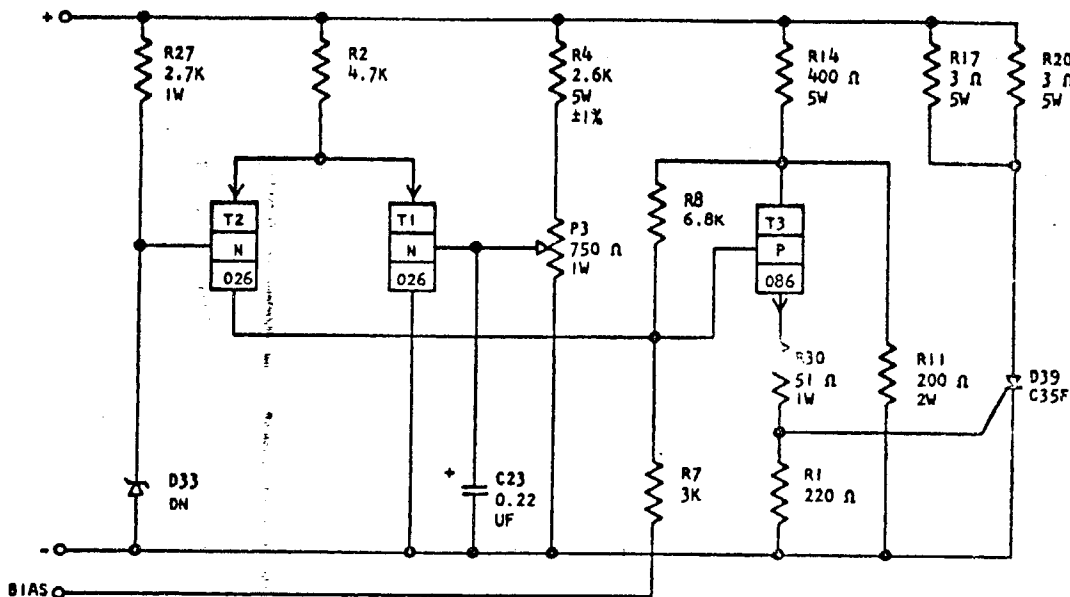 +
R27
2.7K
1W
R2
4.7K
R4
2.6K
5W
±1%
R14
400 Ω
5W
R17
3 Ω
5W
R20
3 Ω
5W
T2
N
026
T1
N
026
P3
750 Ω
1W
R8
6.8K
T3
P
086
R30
51 Ω
1W
R11
200 Ω
2W
D39
C35F
D33
DN
+
C23
0.22
UF
R7
3K
R1
220 Ω
-
BIAS